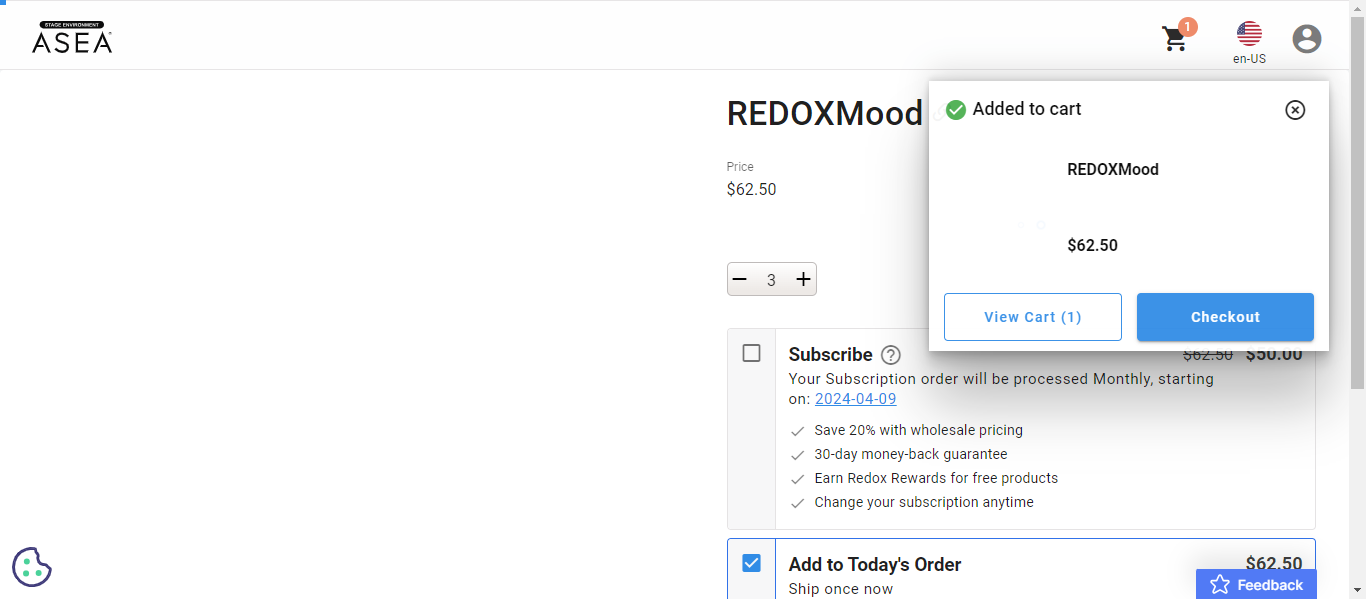 STAGE ENVIRONMENT
ASEA
1
en-US
REDOXMood
Price
$62.50
3
Added to cart
REDOXMood
$62.50
View Cart (1)
Checkout
Subscribe ?
$62.50 $50.00
Your Subscription order will be processed Monthly, starting
on: 2024-04-09
Save 20% with wholesale pricing
30-day money-back guarantee
Earn Redox Rewards for free products
Change your subscription anytime
Add to Today's Order
$62.50
Ship once now
Feedback